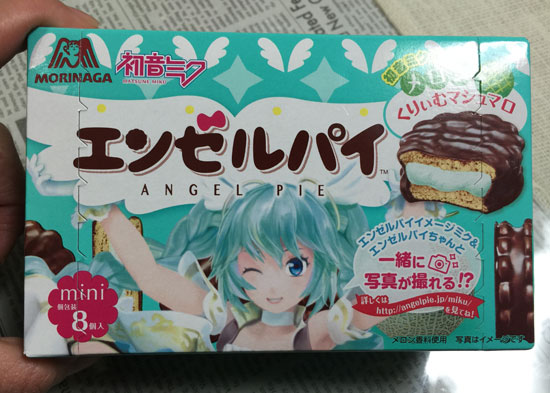 MORINAGA
初音ミク
HATSUNE MIKU
くりぃむマシュマロ
エンゼルパイ™
ANGEL PIE
エンゼルパイイメージミク&
エンゼルパイちゃんと
一緒に
写真が撮れる!?
詳しくは
http://angelpie.jp/miku/
を見てね!
mini
個包装
8個入
メロン香料使用 写真はイメージです